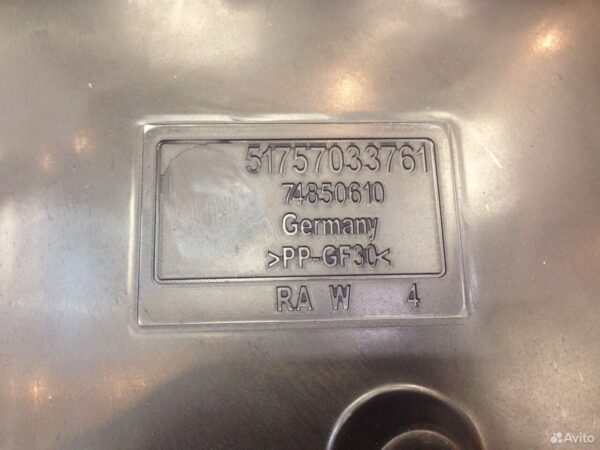 51757033761
74850610
Germany
>PP-GF30<
RA W 4
Avito